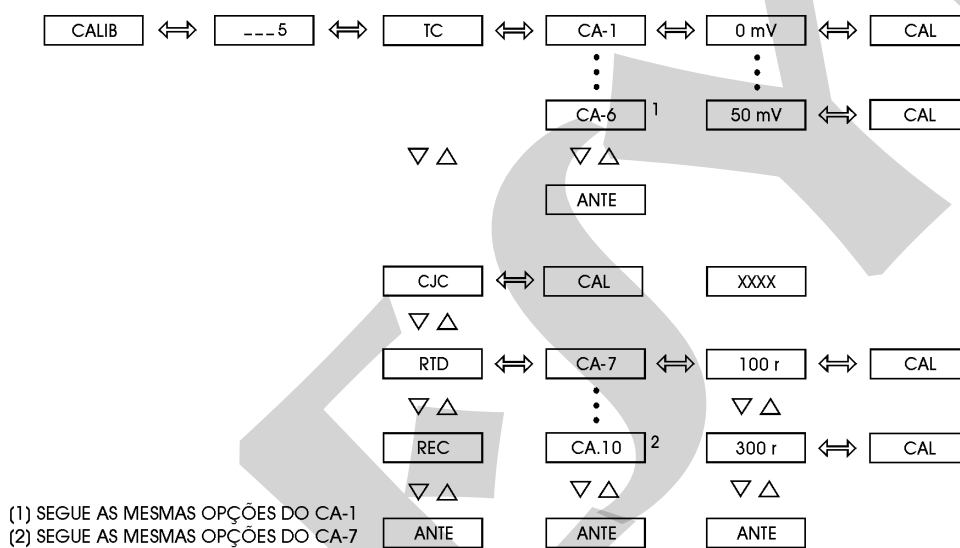 CALIB ___5 TC CA-1 0 mV CAL
CA-6 1 50 mV CAL
ANTE
CJC CAL XXXX
RTD CA-7 100 r CAL
REC CA.10 2 300 r CAL
(1) SEGUE AS MESMAS OPÇÕES DO CA-1
(2) SEGUE AS MESMAS OPÇÕES DO CA-7 ANTE ANTE ANTE